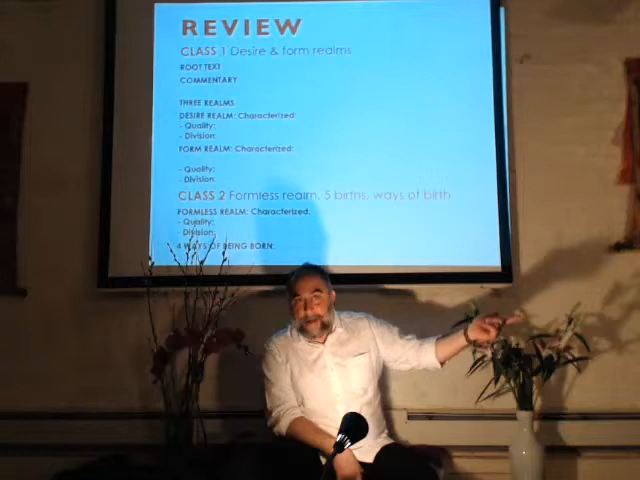 REVIEW
CLASS 1 Desire & form realms
ROOT TEXT
COMMENTARY
THREE REALMS
DESIRE REALM: Characterized:
- Quality:
- Division:
FORM REALM: Characterized:
- Quality:
- Division:
CLASS 2 Formless realm, 5 births, ways of birth
FORMLESS REALM: Characterized:
- Quality:
- Division:
4 WAYS OF BEING BORN: